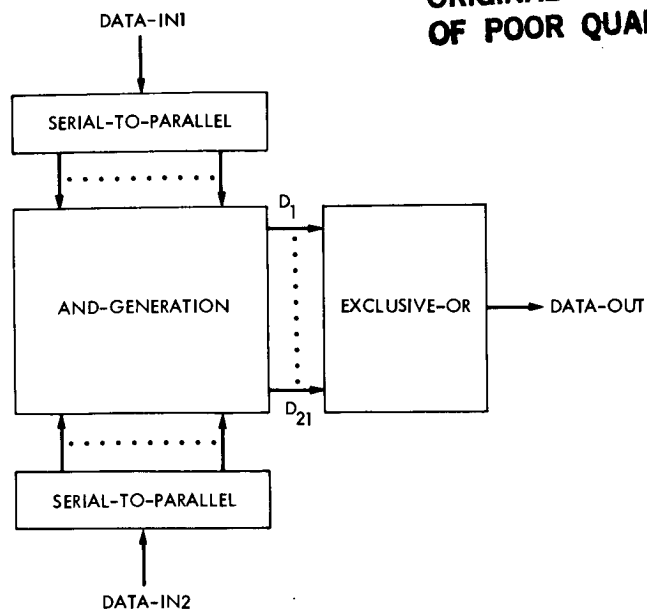 OF POOR QUA
DATA-IN1
SERIAL-TO-PARALLEL
D1
AND-GENERATION
EXCLUSIVE-OR
DATA-OUT
D21
SERIAL-TO-PARALLEL
DATA-IN2